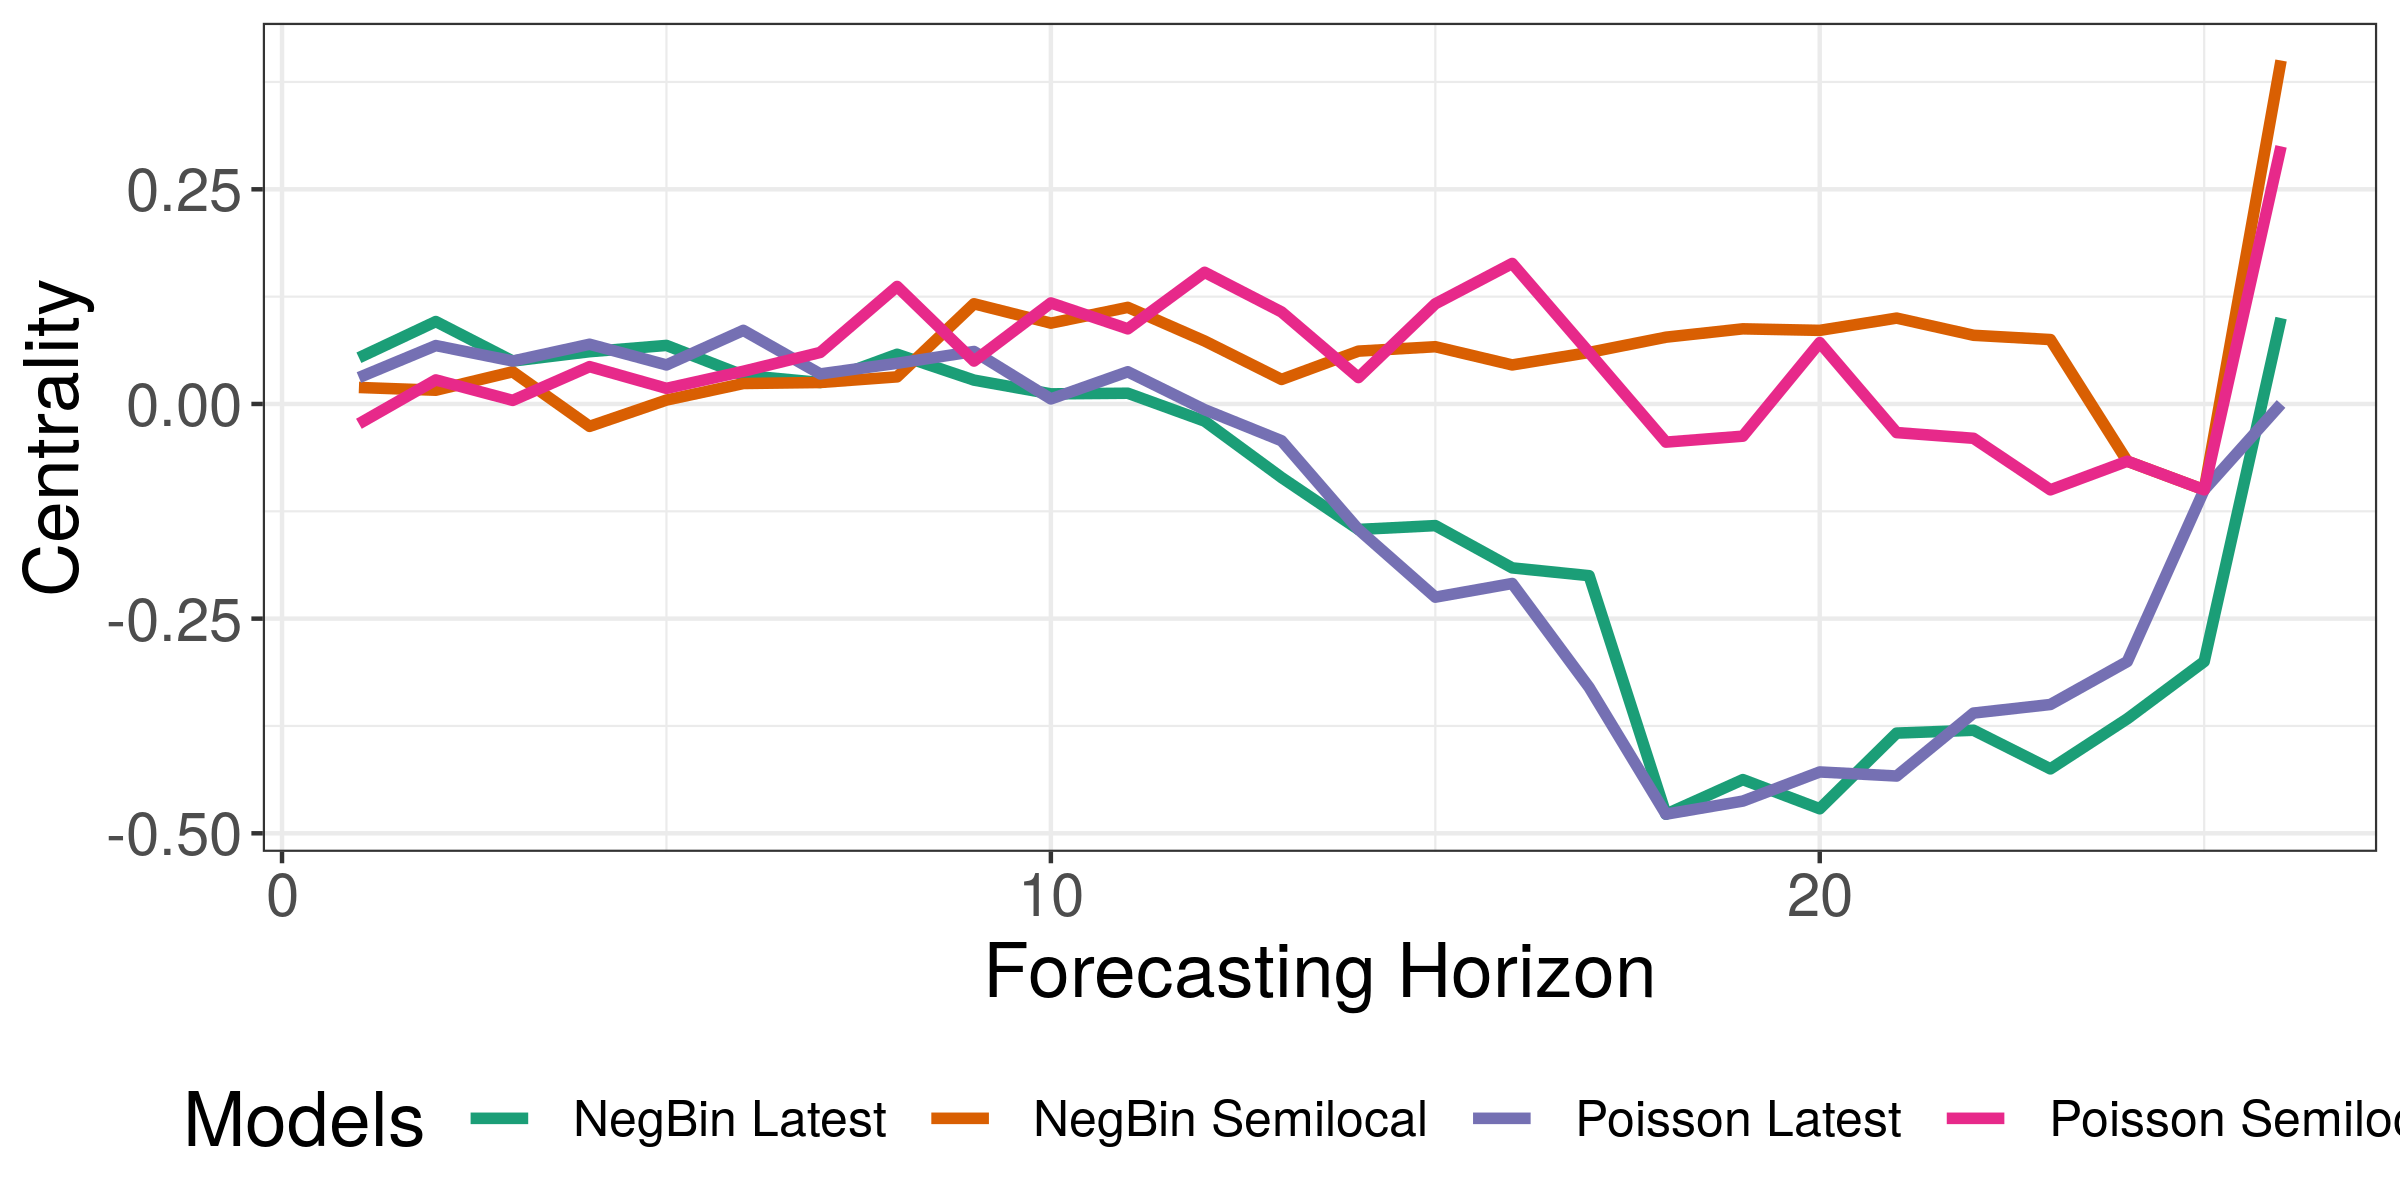 Centrality
0.25
0.00
-0.25
-0.50
0 10 20
Forecasting Horizon
Models NegBin Latest NegBin Semilocal Poisson Latest Poisson